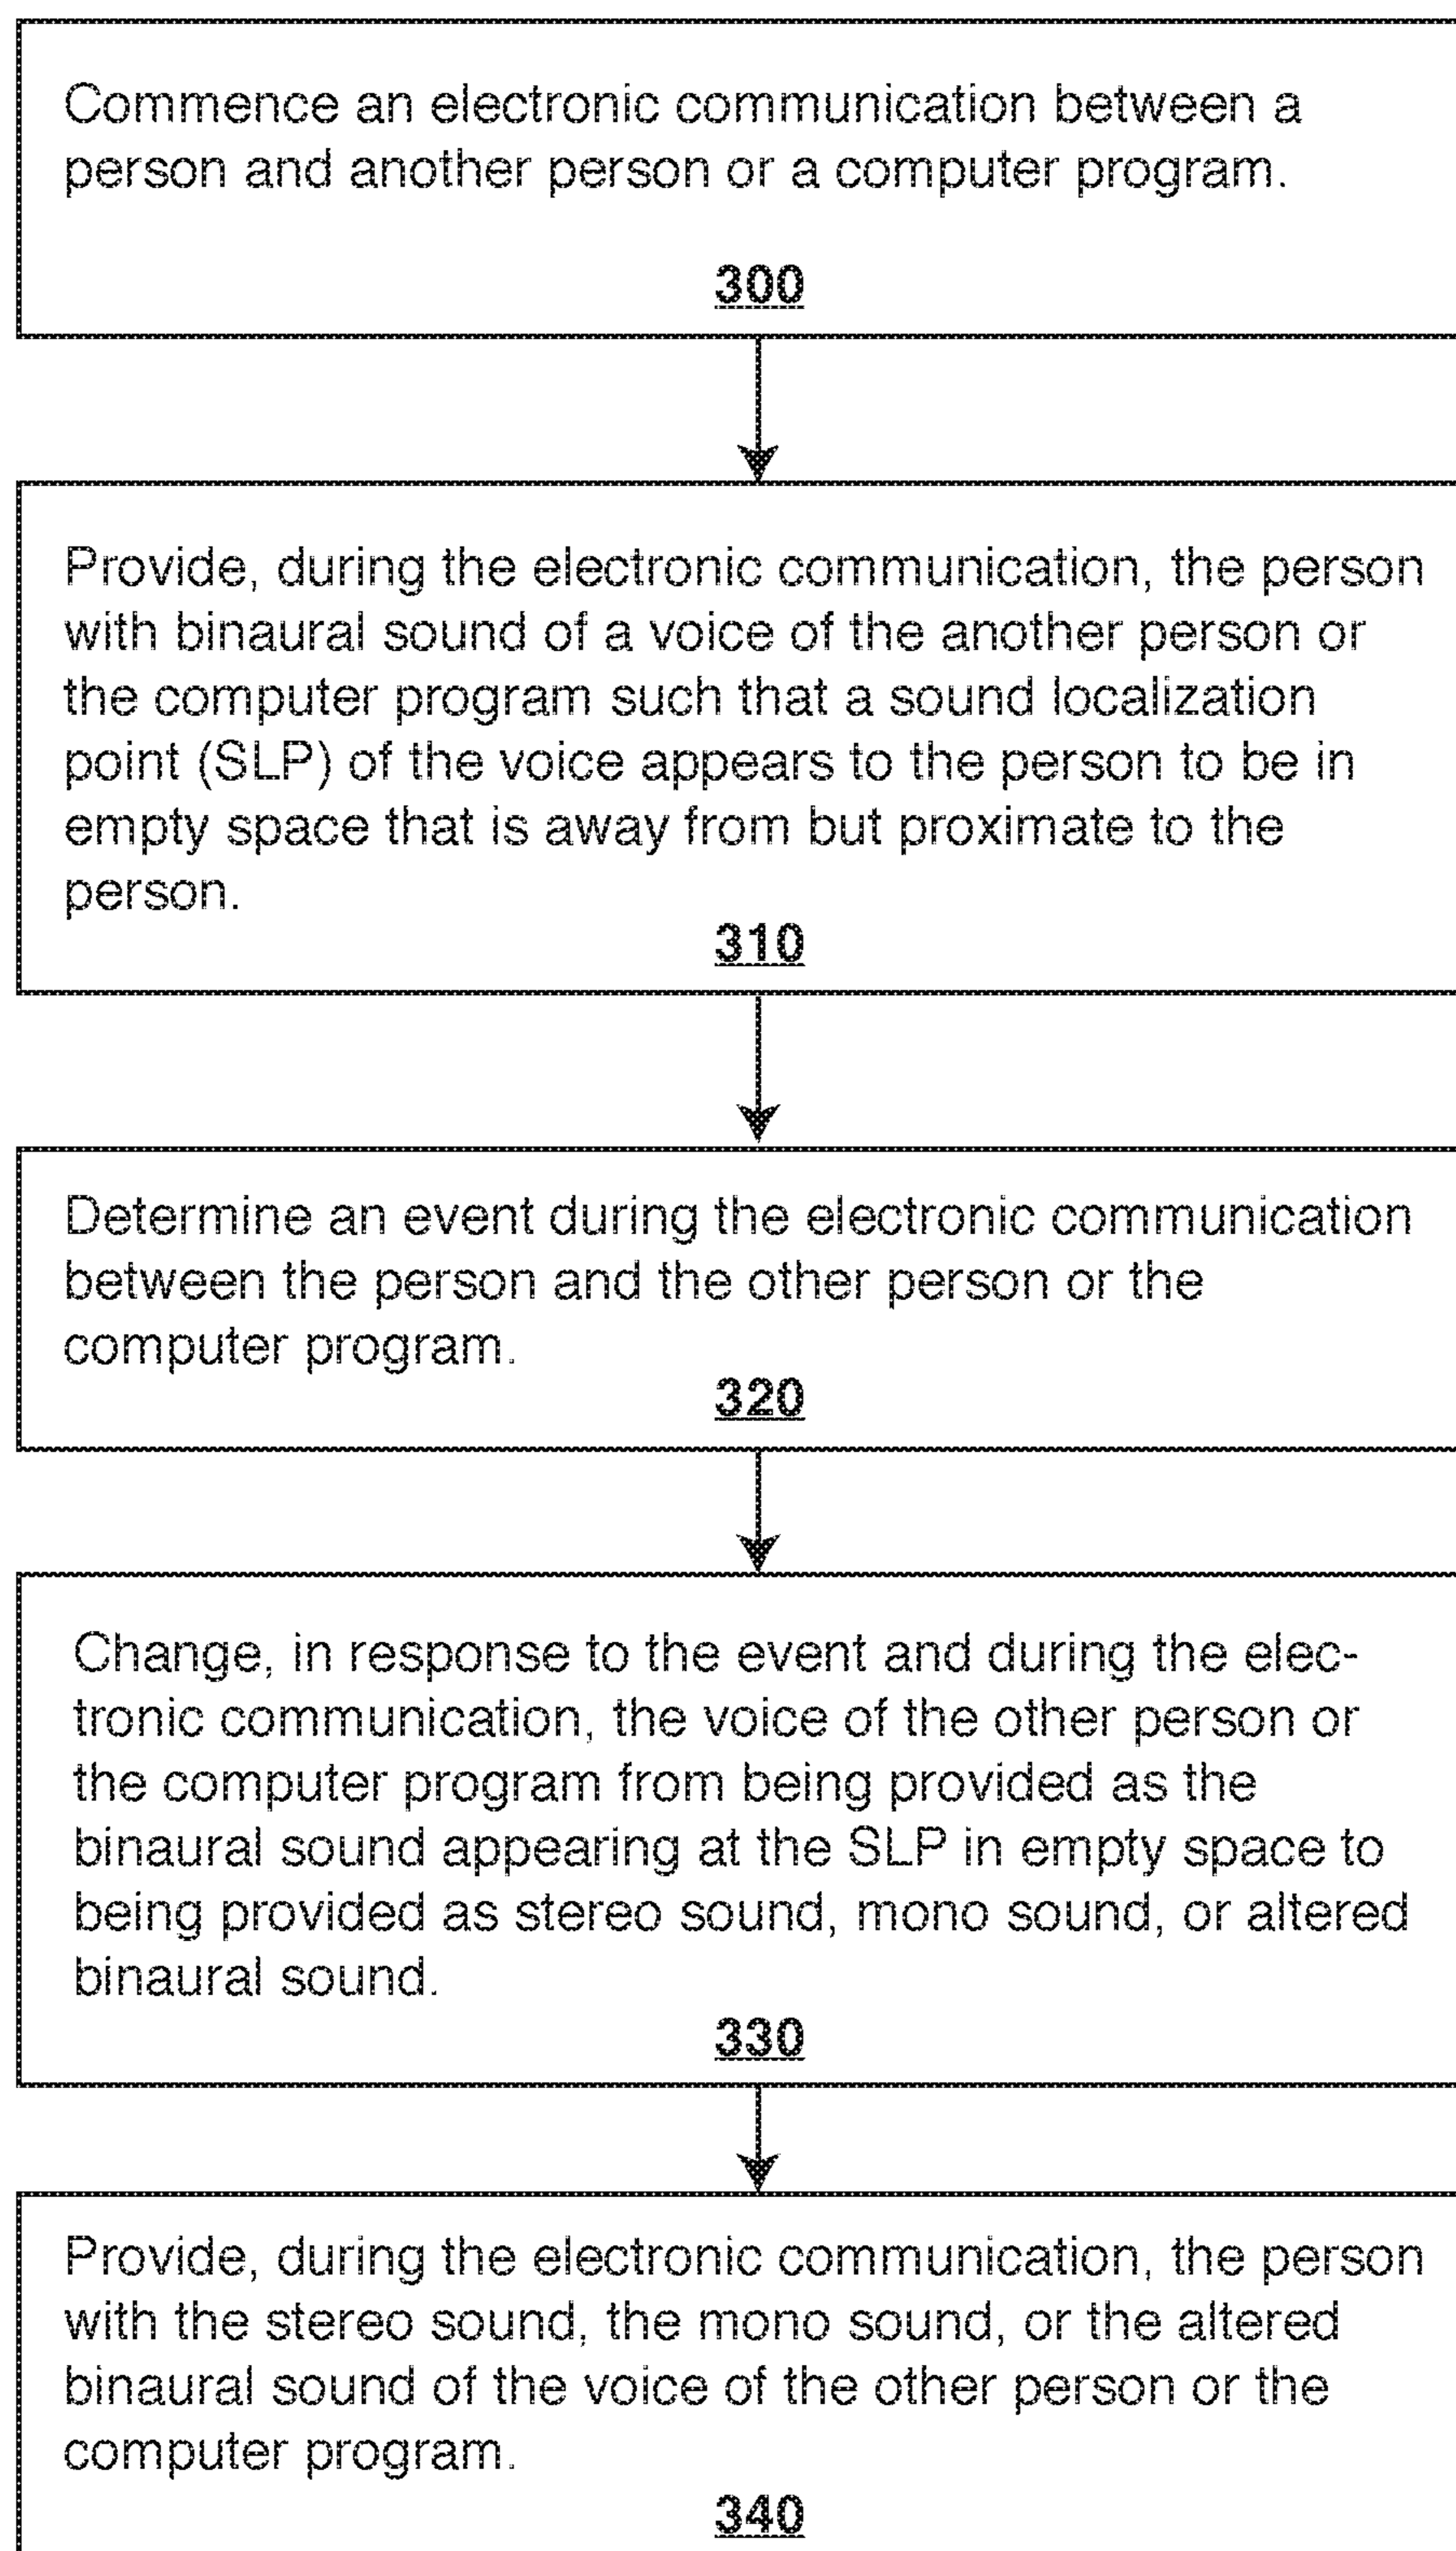 Commence an electronic communication between a
person and another person or a computer program.
300
Provide, during the electronic communication, the person
with binaural sound of a voice of the another person or
the computer program such that a sound localization
point (SLP) of the voice appears to the person to be in
empty space that is away from but proximate to the
person.
310
Determine an event during the electronic communication
between the person and the other person or the
computer program.
320
Change, in response to the event and during the elec-
tronic communication, the voice of the other person or
the computer program from being provided as the
binaural sound appearing at the SLP in empty space to
being provided as stereo sound, mono sound, or altered
binaural sound.
330
Provide, during the electronic communication, the person
with the stereo sound, the mono sound, or the altered
binaural sound of the voice of the other person or the
computer program.
340